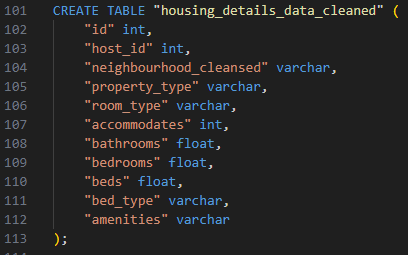 101 CREATE TABLE "housing_details_data_cleaned" (
102     "id" int,
103     "host_id" int,
104     "neighbourhood_cleansed" varchar,
105     "property_type" varchar,
106     "room_type" varchar,
107     "accommodates" int,
108     "bathrooms" float,
109     "bedrooms" float,
110     "beds" float,
111     "bed_type" varchar,
112     "amenities" varchar
113 );